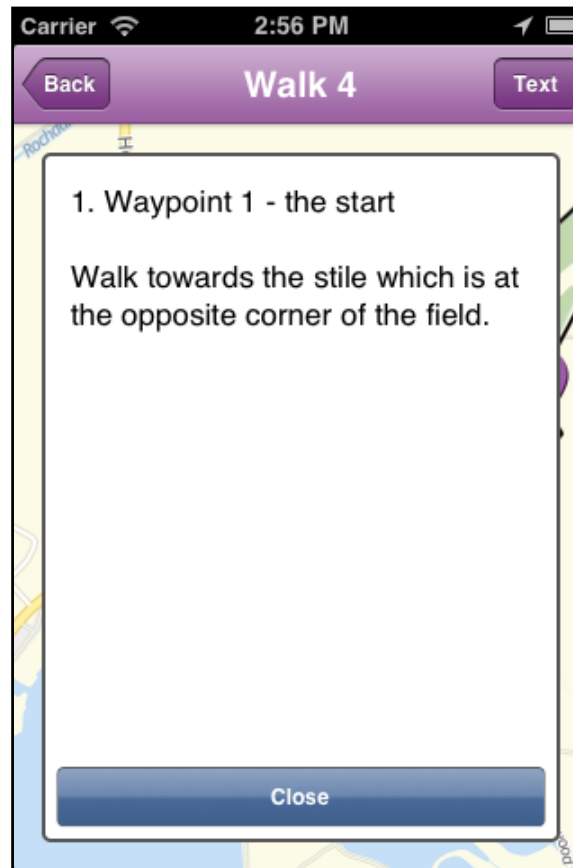 Carrier 2:56 PM
Back Walk 4 Text
1. Waypoint 1 - the start
Walk towards the stile which is at
the opposite corner of the field.
Close